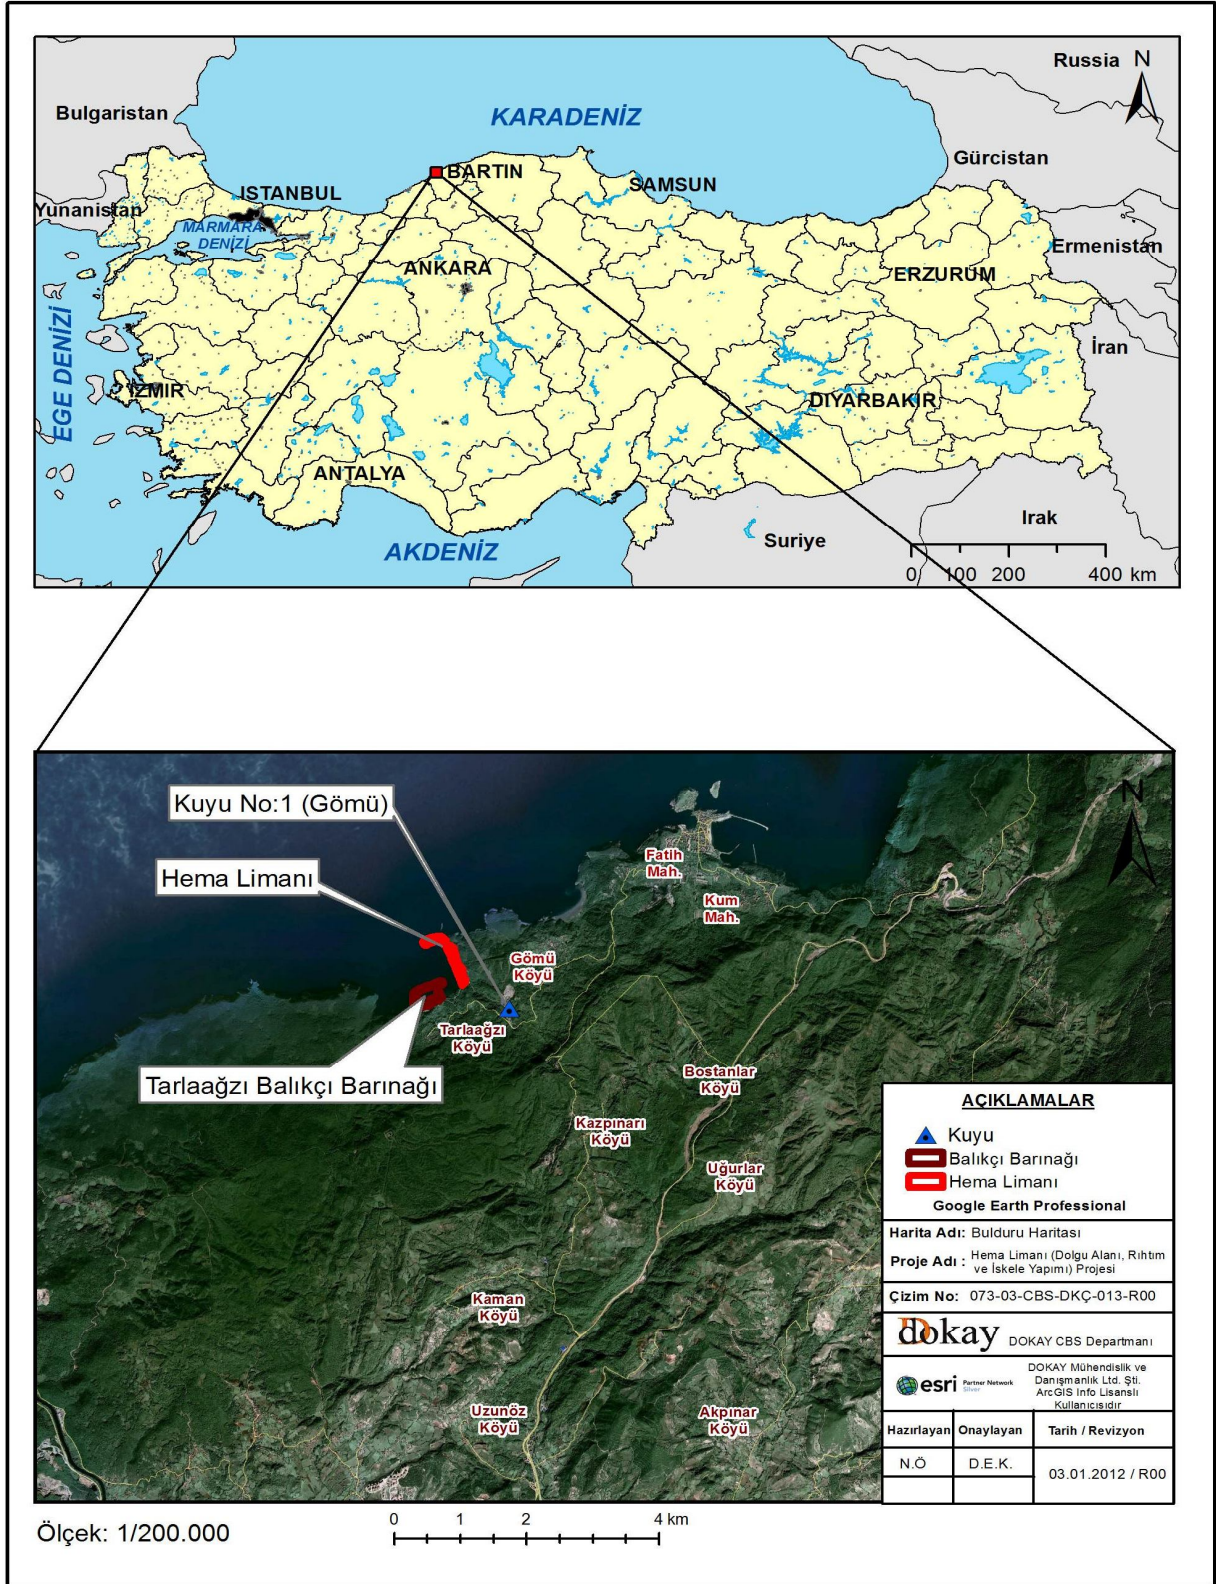 Russia
N
Bulgaristan
KARADENİZ
Gürcistan
BARTIN
ISTANBUL
SAMSUN
Yunanistan
MARMARA
DENİZİ
Ermenistan
ANKARA
ERZURUM
EGE DENİZİ
İran
İZMİR
DIYARBAKIR
ANTALYA
Irak
Suriye
AKDENİZ
0 100 200 400 km
Kuyu No:1 (Gömü)
N
Hema Limanı
Fatih
Mah.
Kum
Mah.
Gömü
Köyü
Tarlaağzı
Köyü
Tarlaağzı Balıkçı Barınağı
Bostanlar
Köyü
Kazpınarı
Köyü
Uğurlar
Köyü
Kaman
Köyü
Uzunöz
Köyü
Akpınar
Köyü
AÇIKLAMALAR
Kuyu
Balıkçı Barınağı
Hema Limanı
Google Earth Professional
Harita Adı: Bulduru Haritası
Proje Adı : Hema Limanı (Dolgu Alanı, Rıhtım
ve İskele Yapımı) Projesi
Çizim No: 073-03-CBS-DKÇ-013-R00
Dokay DOKAY CBS Departmanı
esri Partner Network
Silver
DOKAY Mühendislik ve
Danışmanlık Ltd. Şti.
ArcGIS Info Lisanslı
Kullanıcısıdır
Hazırlayan Onaylayan Tarih / Revizyon
N.Ö D.E.K. 03.01.2012 / R00
Ölçek: 1/200.000
0 1 2 4 km